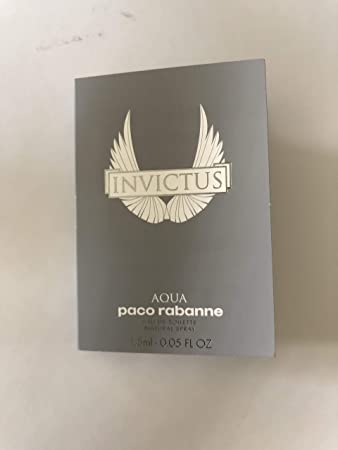 INVICTUS
AQUA
paco rabanne
EAU DE TOILETTE
NATURAL SPRAY
1.5ml - 0.05 FL OZ